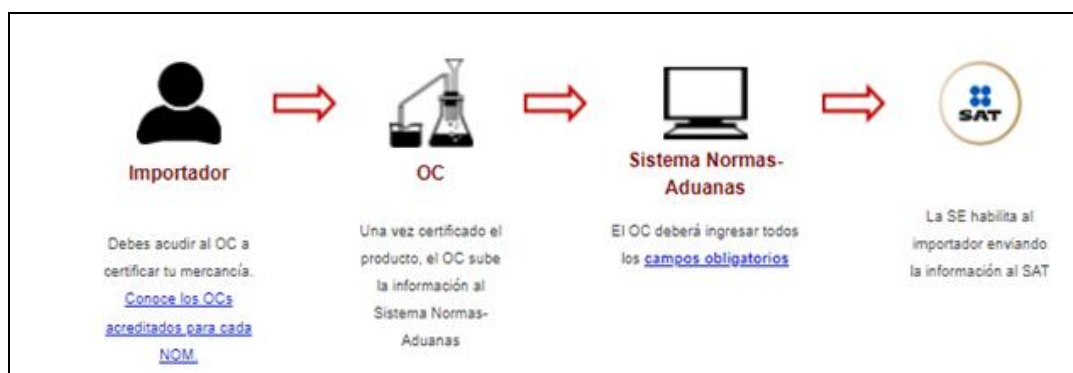 Importador
Debes acudir al OC a
certificar tu mercancía.
Conoce los OCs
acreditados para cada
NOM.
OC
Una vez certificado el
producto, el OC sube
la información al
Sistema Normas-
Aduanas
Sistema Normas-
Aduanas
El OC deberá ingresar todos
los campos obligatorios
SAT
La SE habilita al
importador enviando
la información al SAT